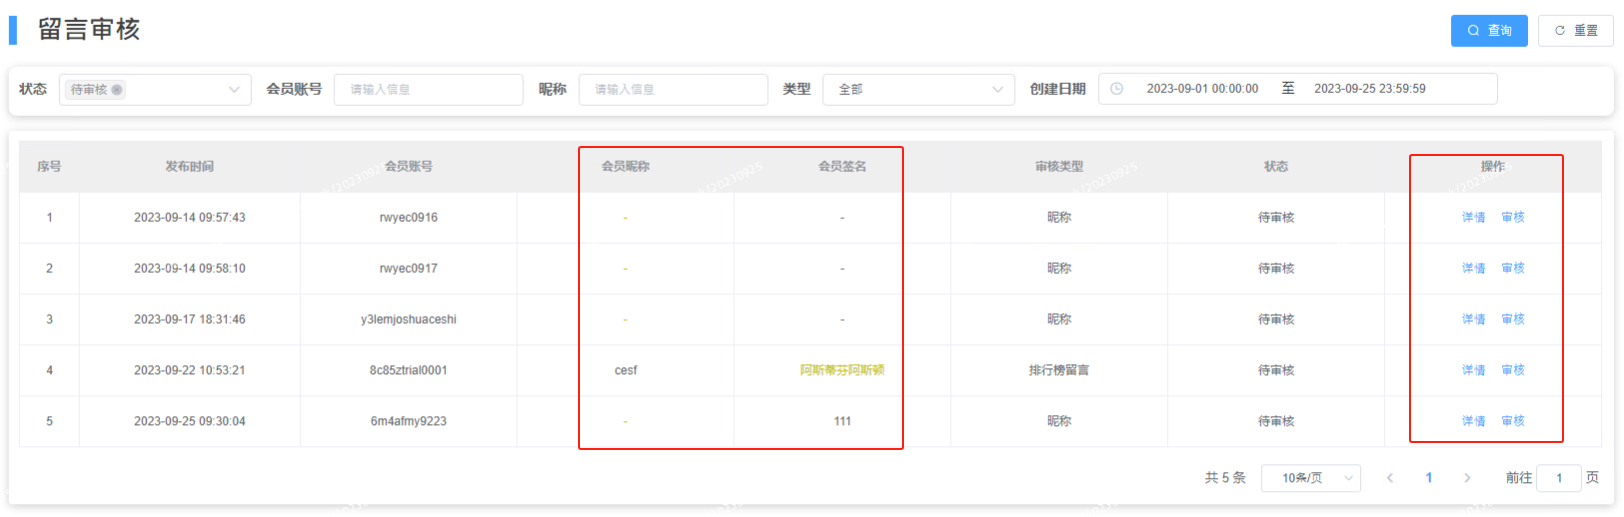 留言审核
查询 重置
状态 待审核 会员账号 请输入信息 昵称 请输入信息 类型 全部 创建日期 2023-09-01 00:00:00 至 2023-09-25 23:59:59
序号 发布时间 会员账号 会员昵称 会员签名 审核类型 状态 操作
1 2023-09-14 09:57:43 rwyec0916 - - 昵称 待审核 详情 审核
2 2023-09-14 09:58:10 rwyec0917 - - 昵称 待审核 详情 审核
3 2023-09-17 18:31:46 y3lemjoshuaceshi - - 昵称 待审核 详情 审核
4 2023-09-22 10:53:21 8c85ztrial0001 cesf 阿斯蒂芬阿斯顿 排行榜留言 待审核 详情 审核
5 2023-09-25 09:30:04 6m4afmy9223 - 111 昵称 待审核 详情 审核
共 5 条 10条/页 1 前往 1 页